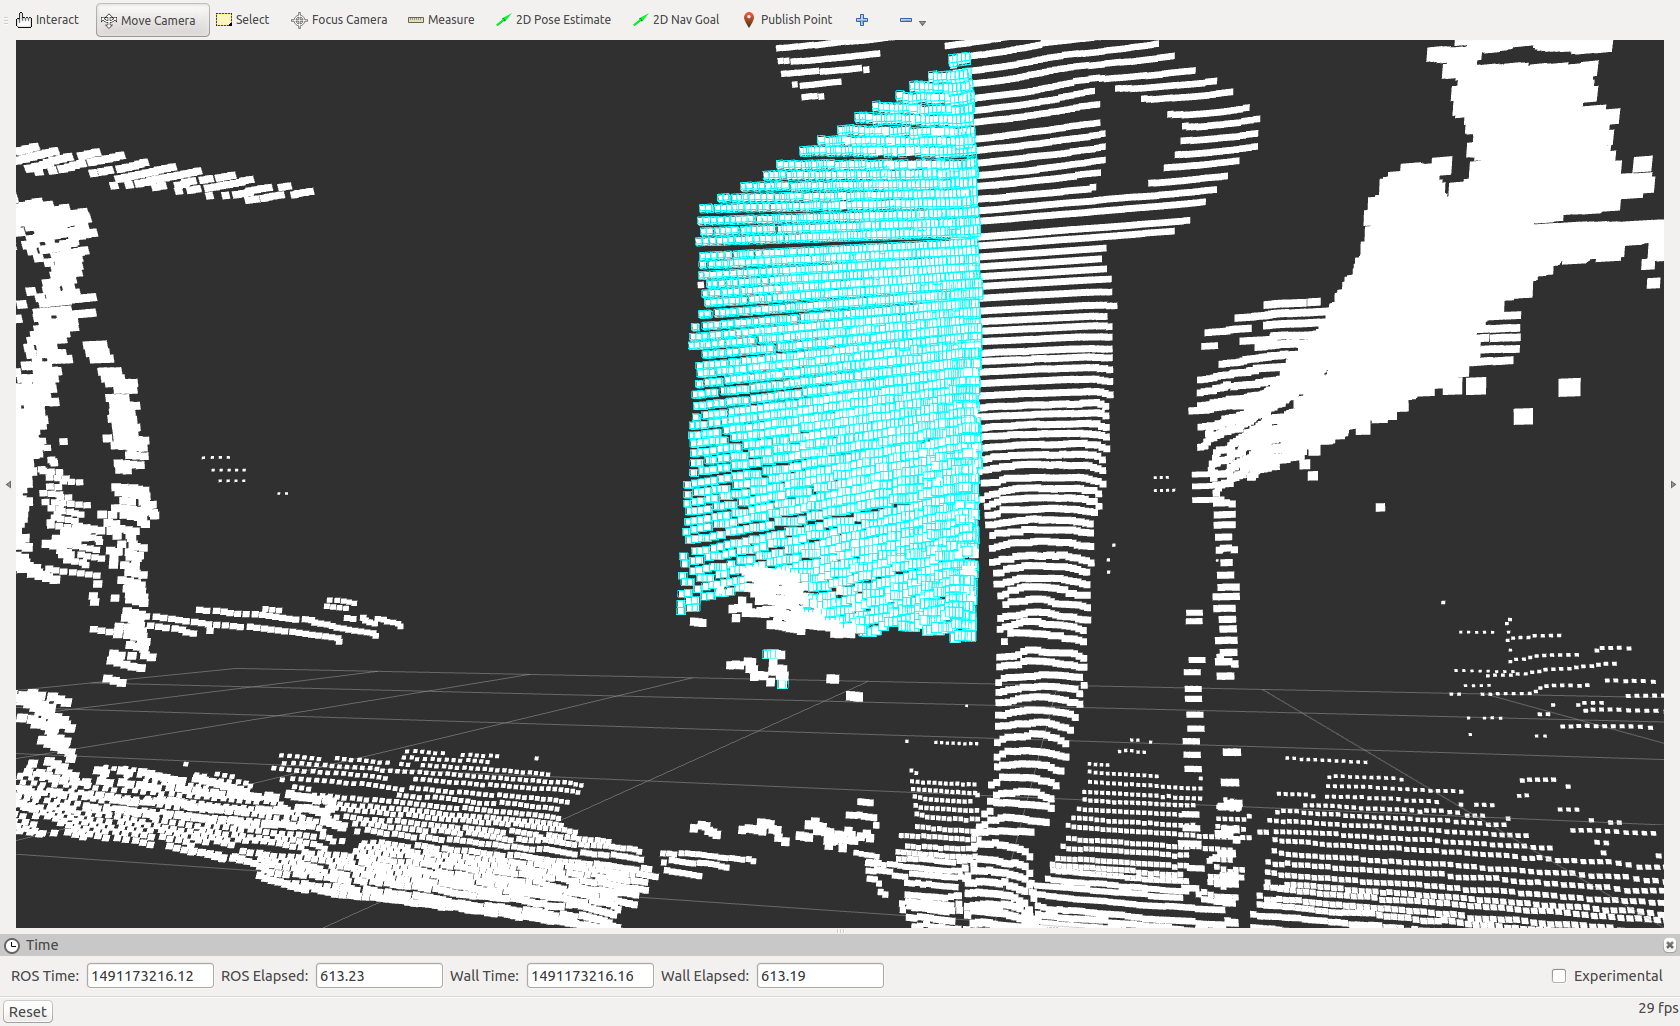 Interact Move Camera Select Focus Camera Measure 2D Pose Estimate 2D Nav Goal Publish Point
Time
ROS Time: 1491173216.12 ROS Elapsed: 613.23 Wall Time: 1491173216.16 Wall Elapsed: 613.19 Experimental
Reset 29 fps